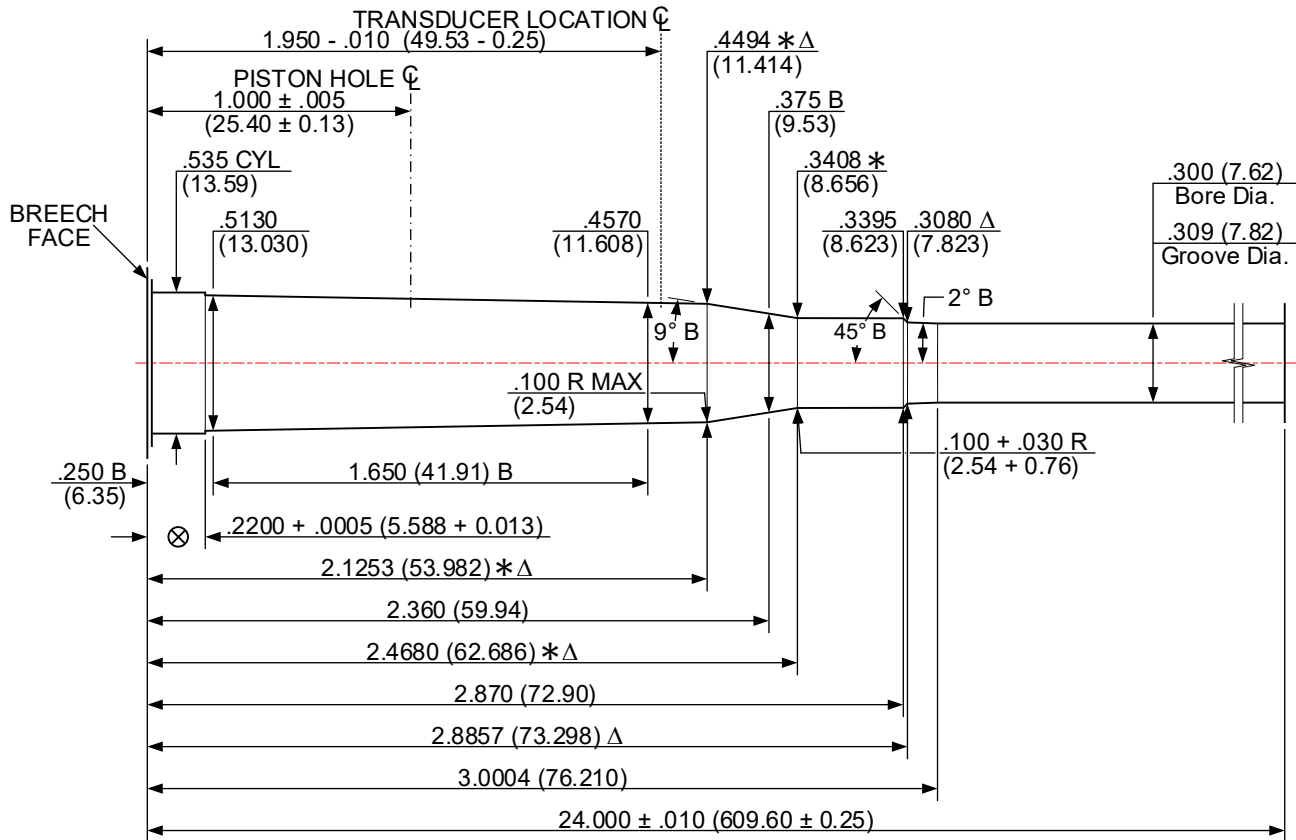 TRANSDUCER LOCATION ℄
1.950 - .010 (49.53 - 0.25)
.4494 ＊Δ
(11.414)
PISTON HOLE ℄
1.000 ± .005
(25.40 ± 0.13)
.375 B
(9.53)
.535 CYL
(13.59)
.3408 ＊
(8.656)
.300 (7.62)
Bore Dia.
BREECH
FACE
.5130
(13.030)
.4570
(11.608)
.3395
(8.623)
.3080 Δ
(7.823)
.309 (7.82)
Groove Dia.
2° B
9° B
45° B
.100 R MAX
(2.54)
.100 + .030 R
(2.54 + 0.76)
.250 B
(6.35)
1.650 (41.91) B
⊗
.2200 + .0005 (5.588 + 0.013)
2.1253 (53.982) ＊Δ
2.360 (59.94)
2.4680 (62.686) ＊Δ
2.870 (72.90)
2.8857 (73.298) Δ
3.0004 (76.210)
24.000 ± .010 (609.60 ± 0.25)